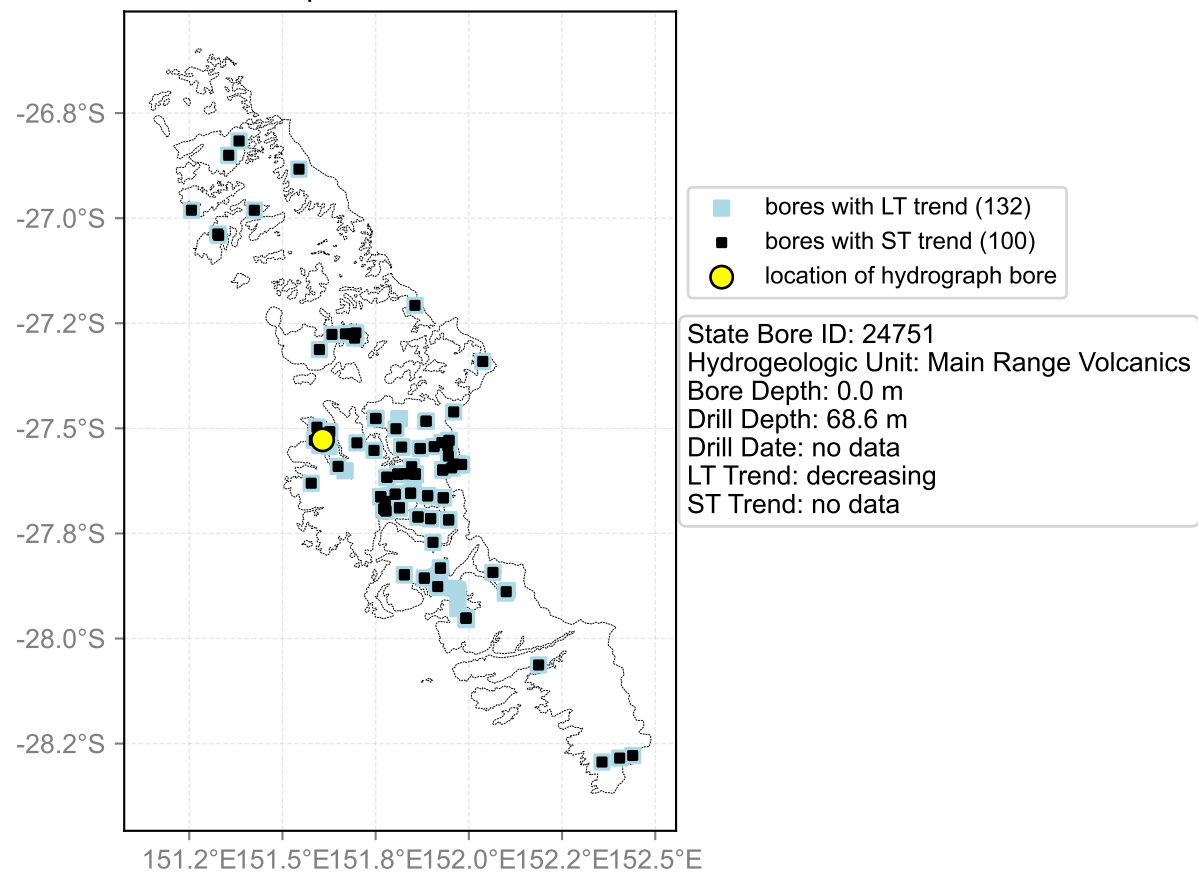 -26.8°S
-27.0°S
-27.2°S
-27.5°S
-27.8°S
-28.0°S
-28.2°S
151.2°E151.5°E151.8°E152.0°E152.2°E152.5°E
bores with LT trend (132)
bores with ST trend (100)
location of hydrograph bore
State Bore ID: 24751
Hydrogeologic Unit: Main Range Volcanics
Bore Depth: 0.0 m
Drill Depth: 68.6 m
Drill Date: no data
LT Trend: decreasing
ST Trend: no data